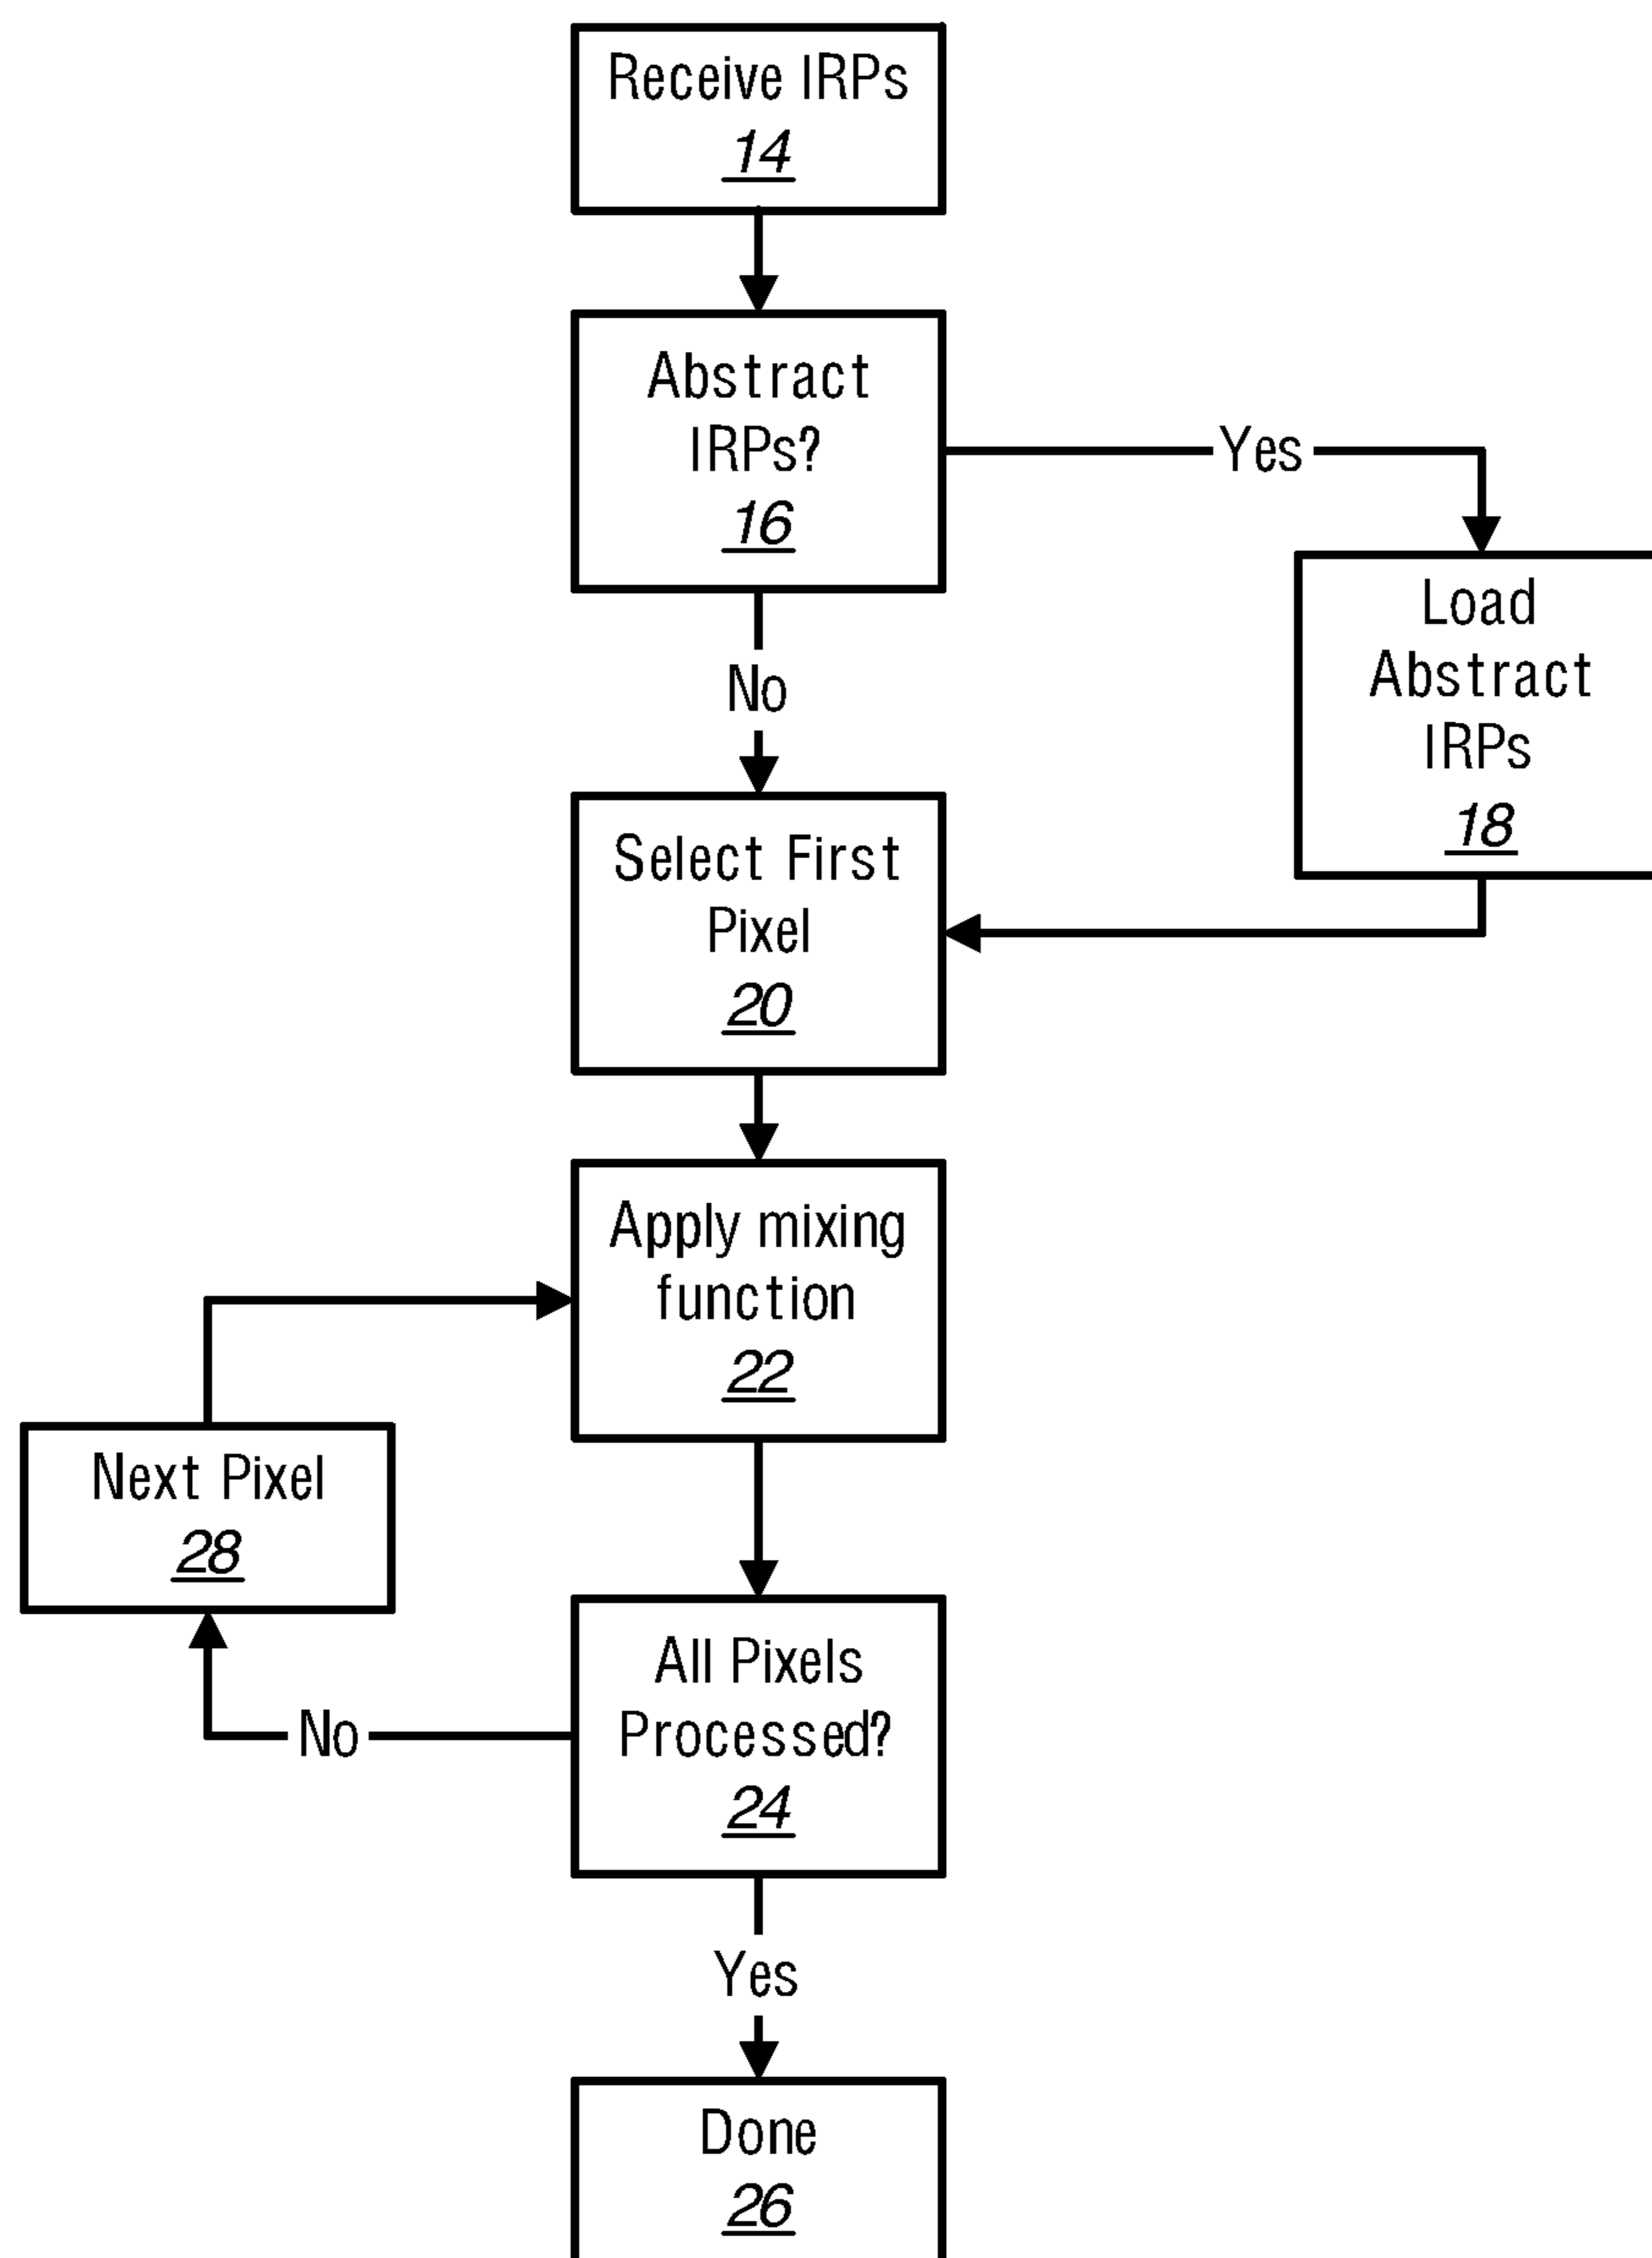 Receive IRPs
14
Abstract
IRPs?
16
Yes
No
Load
Abstract
IRPs
18
Select First
Pixel
20
Apply mixing
function
22
Next Pixel
28
All Pixels
Processed?
24
No
Yes
Done
26